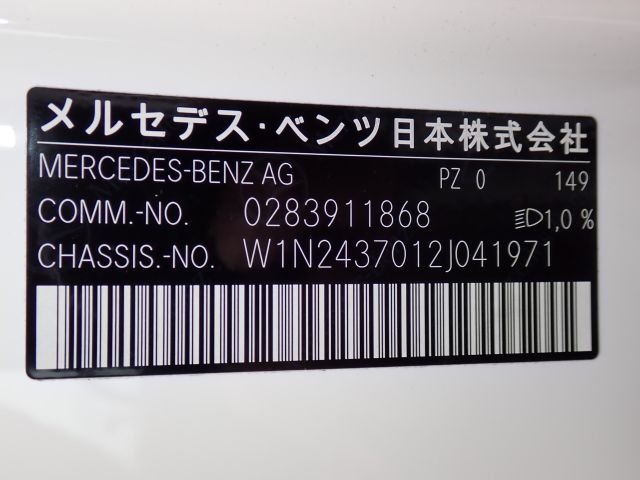 メルセデス・ベンツ日本株式会社
MERCEDES-BENZ AG PZ 0 149
COMM.-NO. 0283911868 1,0 %
CHASSIS.-NO. W1N2437012J041971